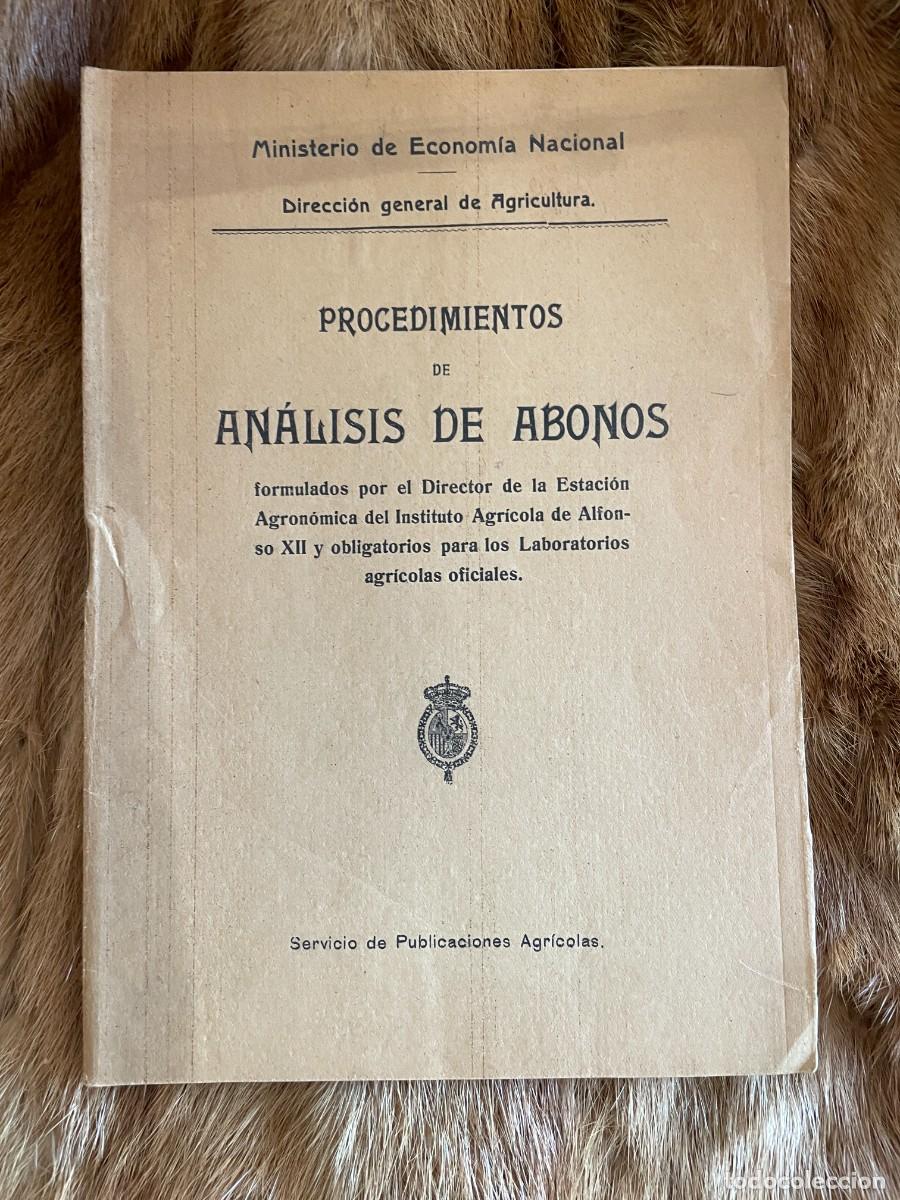 Ministerio de Economía Nacional
Dirección general de Agricultura.
PROCEDIMIENTOS
DE
ANÁLISIS DE ABONOS
formulados por el Director de la Estación
Agronómica del Instituto Agrícola de Alfon-
so XII y obligatorios para los Laboratorios
agrícolas oficiales.
Servicio de Publicaciones Agrícolas.
todocoleccion